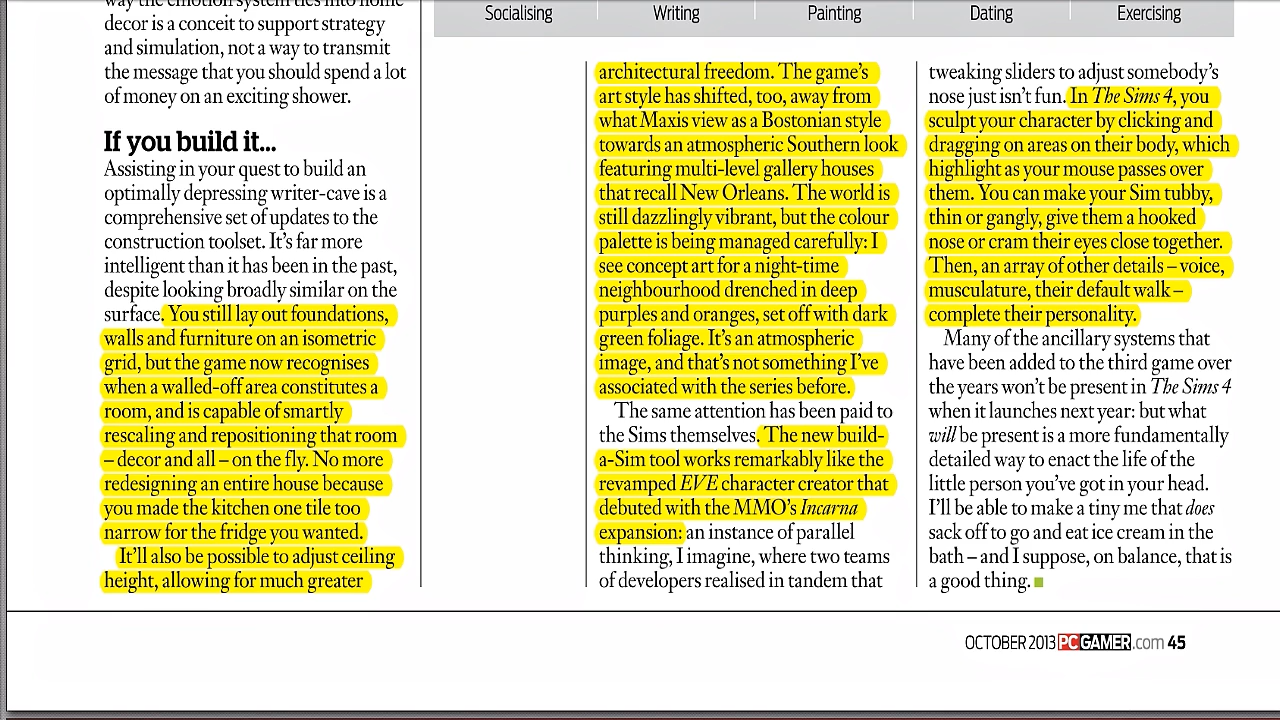 Socialising
Writing
Painting
Dating
Exercising
way the emotion system ties into home
decor is a conceit to support strategy
and simulation, not a way to transmit
the message that you should spend a lot
of money on an exciting shower.
If you build it...
Assisting in your quest to build an
optimally depressing writer-cave is a
comprehensive set of updates to the
construction toolset. It's far more
intelligent than it has been in the past,
despite looking broadly similar on the
surface. You still lay out foundations,
walls and furniture on an isometric
grid, but the game now recognises
when a walled-off area constitutes a
room, and is capable of smartly
rescaling and repositioning that room
– decor and all – on the fly. No more
redesigning an entire house because
you made the kitchen one tile too
narrow for the fridge you wanted.
It'll also be possible to adjust ceiling
height, allowing for much greater
architectural freedom. The game's
art style has shifted, too, away from
what Maxis view as a Bostonian style
towards an atmospheric Southern look
featuring multi-level gallery houses
that recall New Orleans. The world is
still dazzlingly vibrant, but the colour
palette is being managed carefully: I
see concept art for a night-time
neighbourhood drenched in deep
purples and oranges, set off with dark
green foliage. It's an atmospheric
image, and that's not something I've
associated with the series before.
The same attention has been paid to
the Sims themselves. The new build-
a-Sim tool works remarkably like the
revamped EVE character creator that
debuted with the MMO's Incarna
expansion: an instance of parallel
thinking, I imagine, where two teams
of developers realised in tandem that
tweaking sliders to adjust somebody's
nose just isn't fun. In The Sims 4, you
sculpt your character by clicking and
dragging on areas on their body, which
highlight as your mouse passes over
them. You can make your Sim tubby,
thin or gangly, give them a hooked
nose or cram their eyes close together.
Then, an array of other details – voice,
musculature, their default walk –
complete their personality.
Many of the ancillary systems that
have been added to the third game over
the years won't be present in The Sims 4
when it launches next year: but what
will be present is a more fundamentally
detailed way to enact the life of the
little person you've got in your head.
I'll be able to make a tiny me that does
sack off to go and eat ice cream in the
bath – and I suppose, on balance, that is
a good thing.
OCTOBER 2013 PC GAMER.com 45